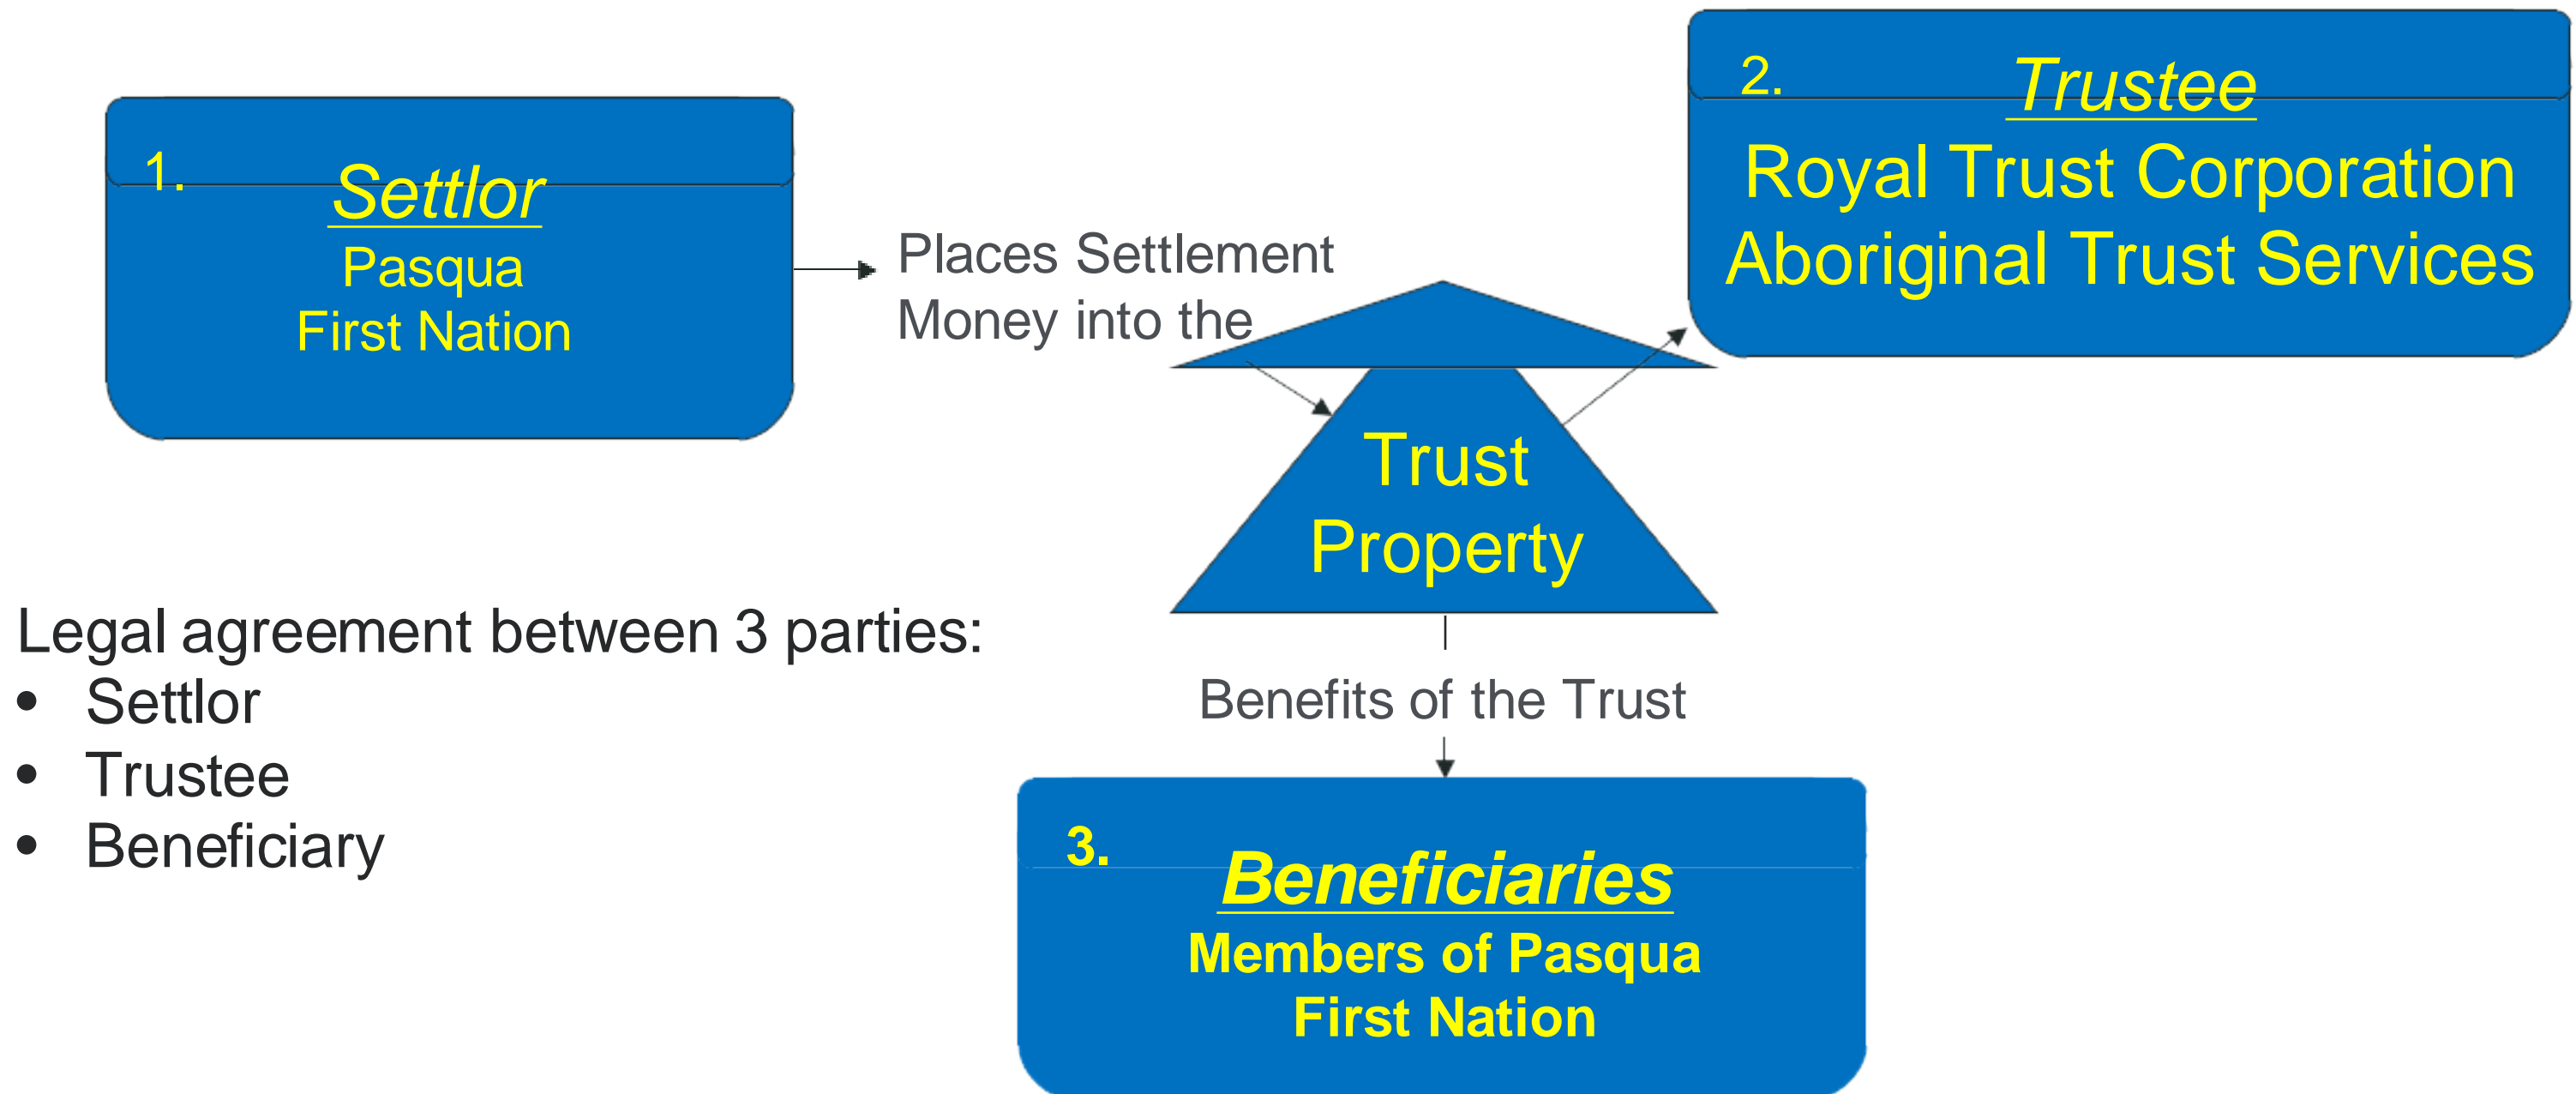 1.
Settlor
Pasqua
First Nation
Places Settlement
Money into the
2.
Trustee
Royal Trust Corporation
Aboriginal Trust Services
Trust
Property
Legal agreement between 3 parties:
• Settlor
• Trustee
• Beneficiary
Benefits of the Trust
3.
Beneficiaries
Members of Pasqua
First Nation